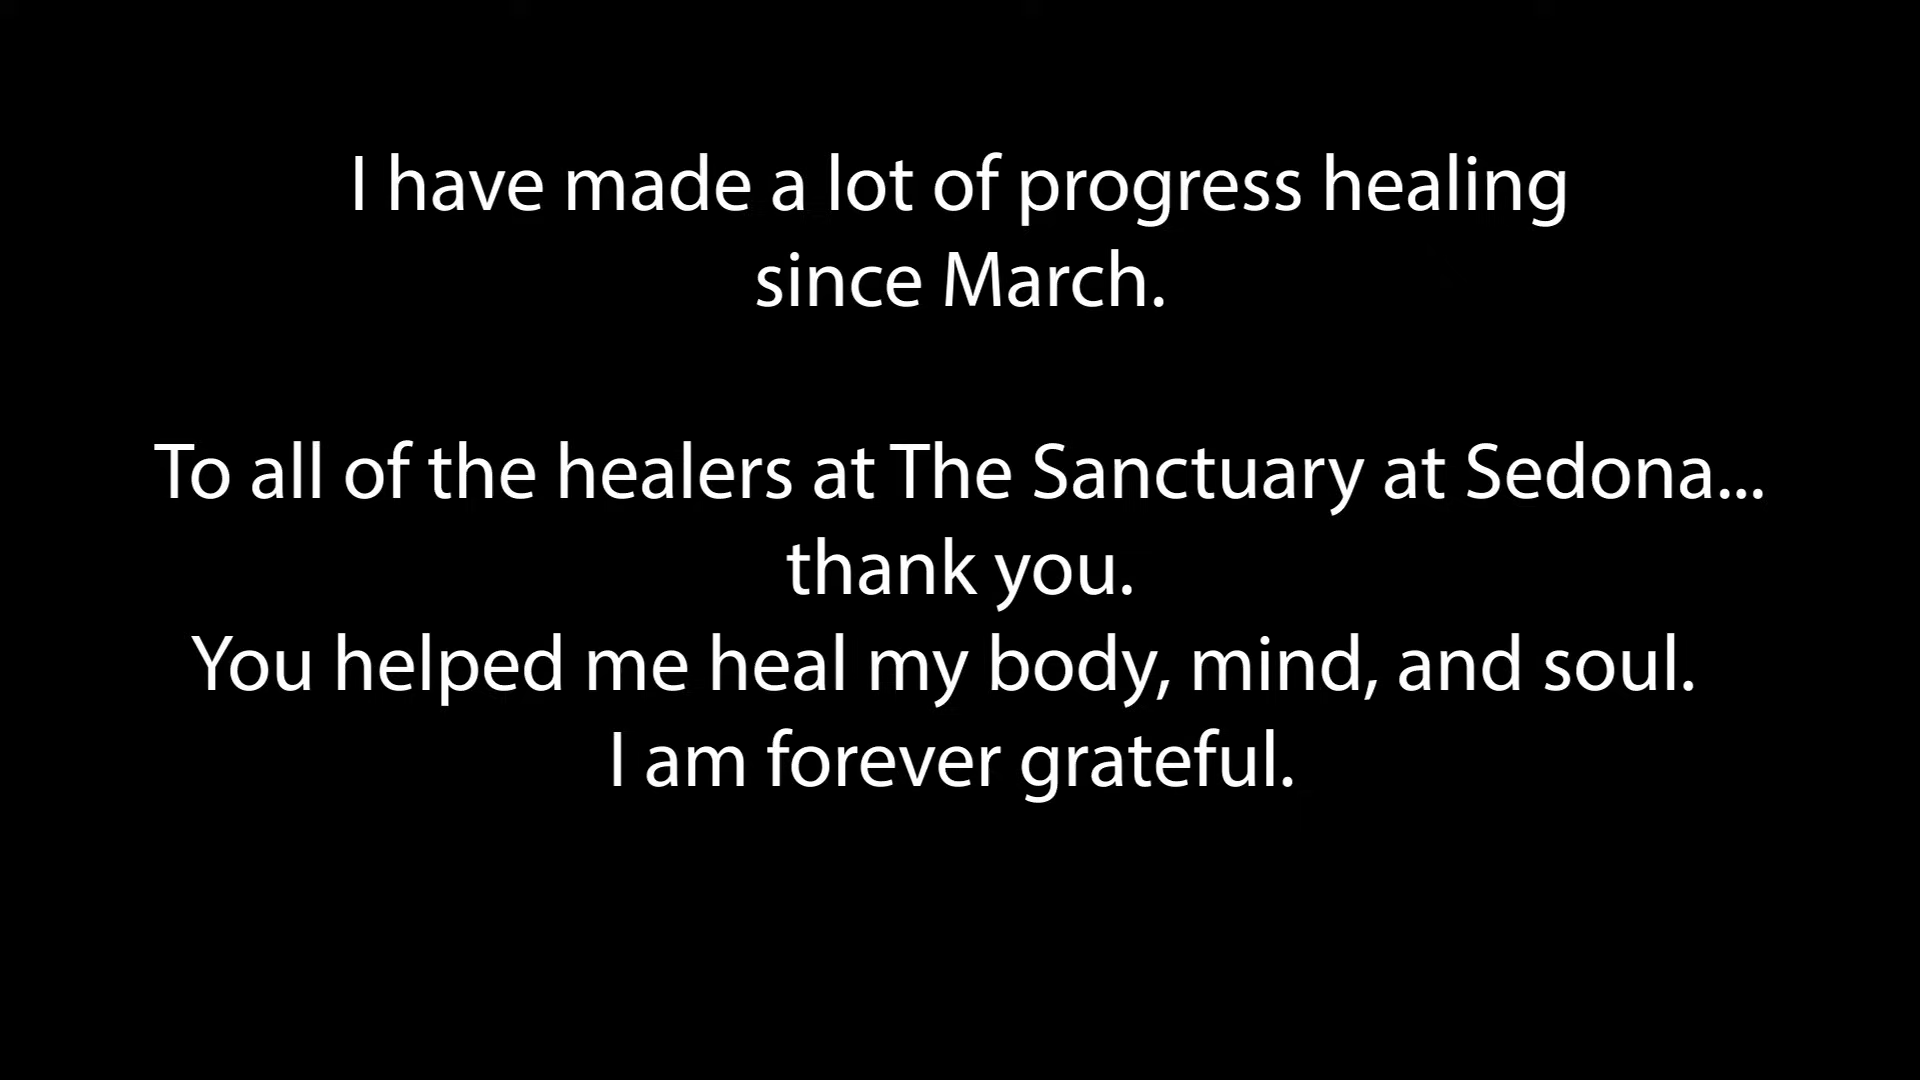 I have made a lot of progress healing
since March.
To all of the healers at The Sanctuary at Sedona...
thank you.
You helped me heal my body, mind, and soul.
I am forever grateful.